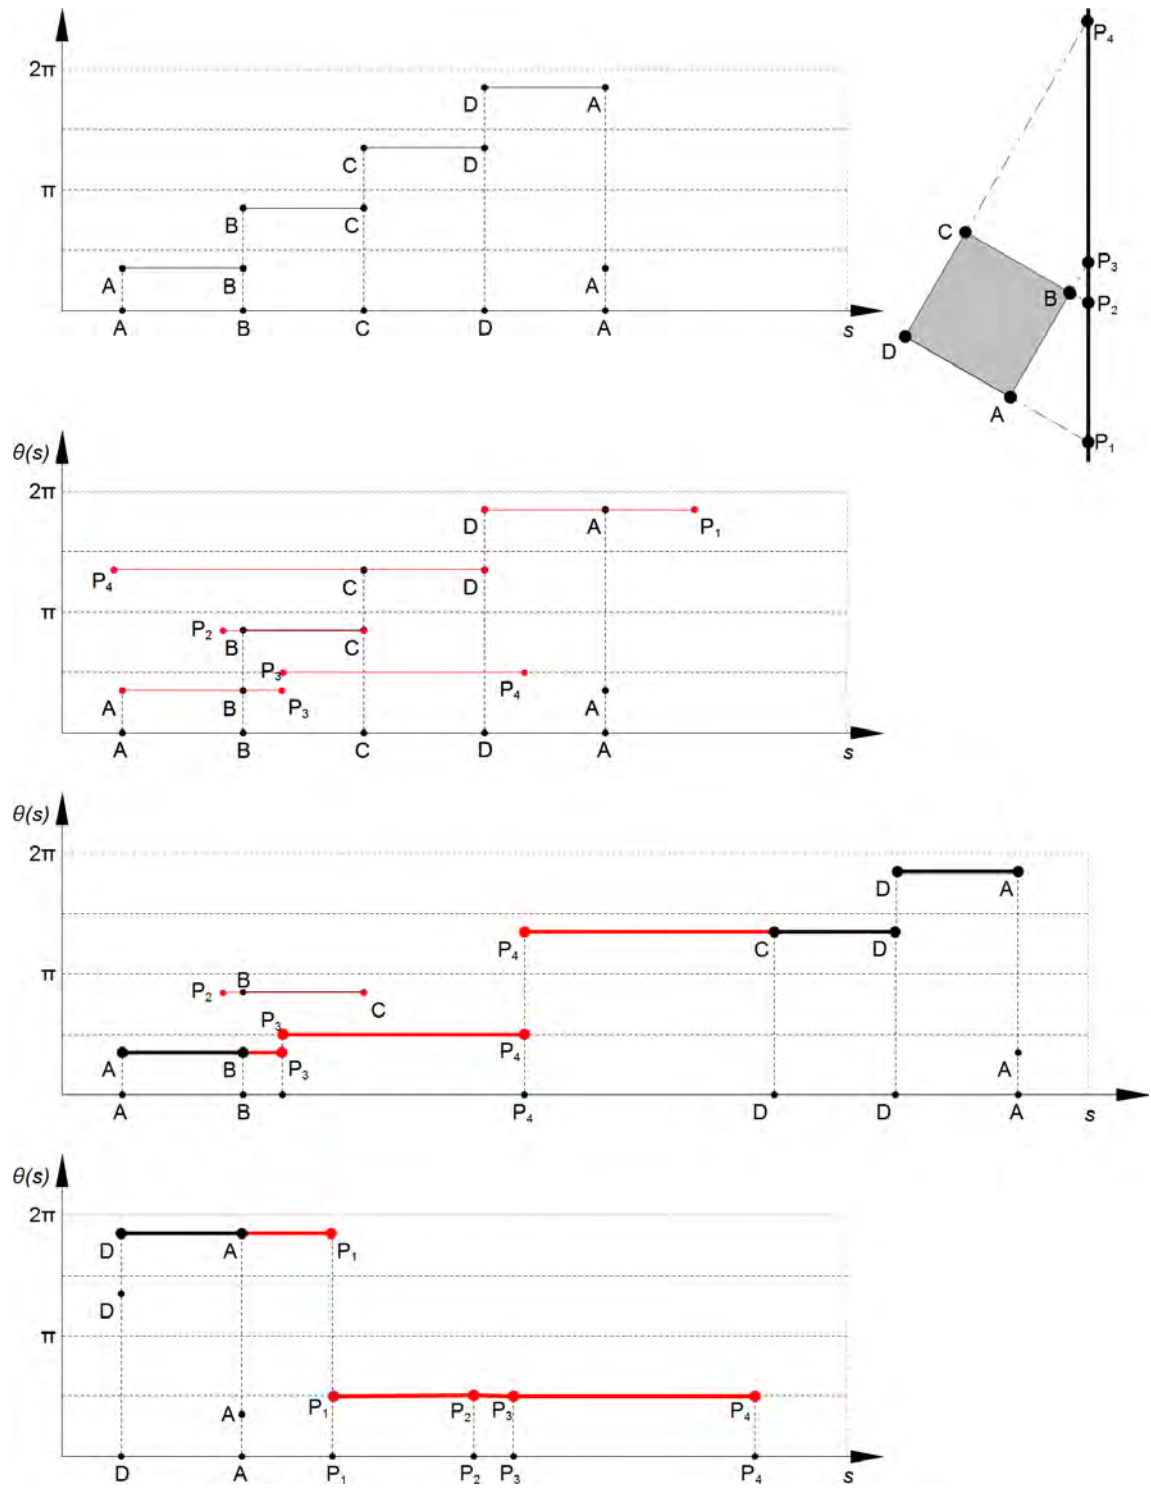 2π
π
D A
C D
B C
A B A
A B C D A s
P₄
C
P₃
B
P₂
D
A
P₁
θ(s)
2π
π
D A P₁
P₄ C D
P₂ B C
P₃ P₄
A B P₃ A
A B C D A s
θ(s)
2π
π
D A
P₄ C D
P₂ B C
P₃ P₄
A B P₃ A
A B P₄ D D A s
θ(s)
2π
π
D A P₁
D
P₁ P₂ P₃ P₄
A
D A P₁ P₂ P₃ P₄ s